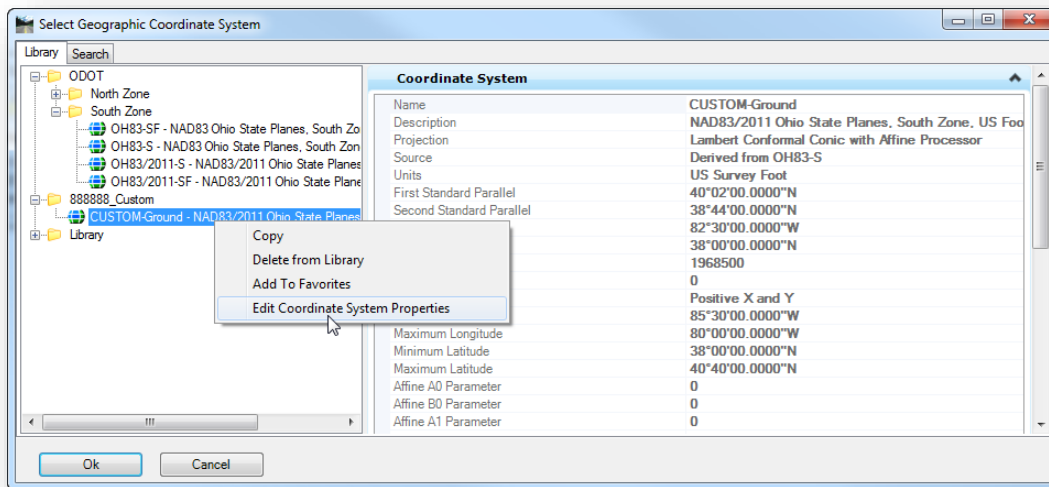 Select Geographic Coordinate System
Library Search
ODOT
North Zone
South Zone
OH83-SF - NAD83 Ohio State Planes, South Zo
OH83-S - NAD83 Ohio State Planes, South Zon
OH83/2011-S - NAD83/2011 Ohio State Planes
OH83/2011-SF - NAD83/2011 Ohio State Plane
888888_Custom
CUSTOM-Ground - NAD83/2011 Ohio State Planes
Library
Copy
Delete from Library
Add To Favorites
Edit Coordinate System Properties
Coordinate System
Name CUSTOM-Ground
Description NAD83/2011 Ohio State Planes, South Zone, US Foo
Projection Lambert Conformal Conic with Affine Processor
Source Derived from OH83-S
Units US Survey Foot
First Standard Parallel 40°02'00.0000"N
Second Standard Parallel 38°44'00.0000"N
82°30'00.0000"W
38°00'00.0000"N
1968500
0
Positive X and Y
85°30'00.0000"W
Maximum Longitude 80°00'00.0000"W
Minimum Latitude 38°00'00.0000"N
Maximum Latitude 40°40'00.0000"N
Affine A0 Parameter 0
Affine B0 Parameter 0
Affine A1 Parameter 0
Ok Cancel